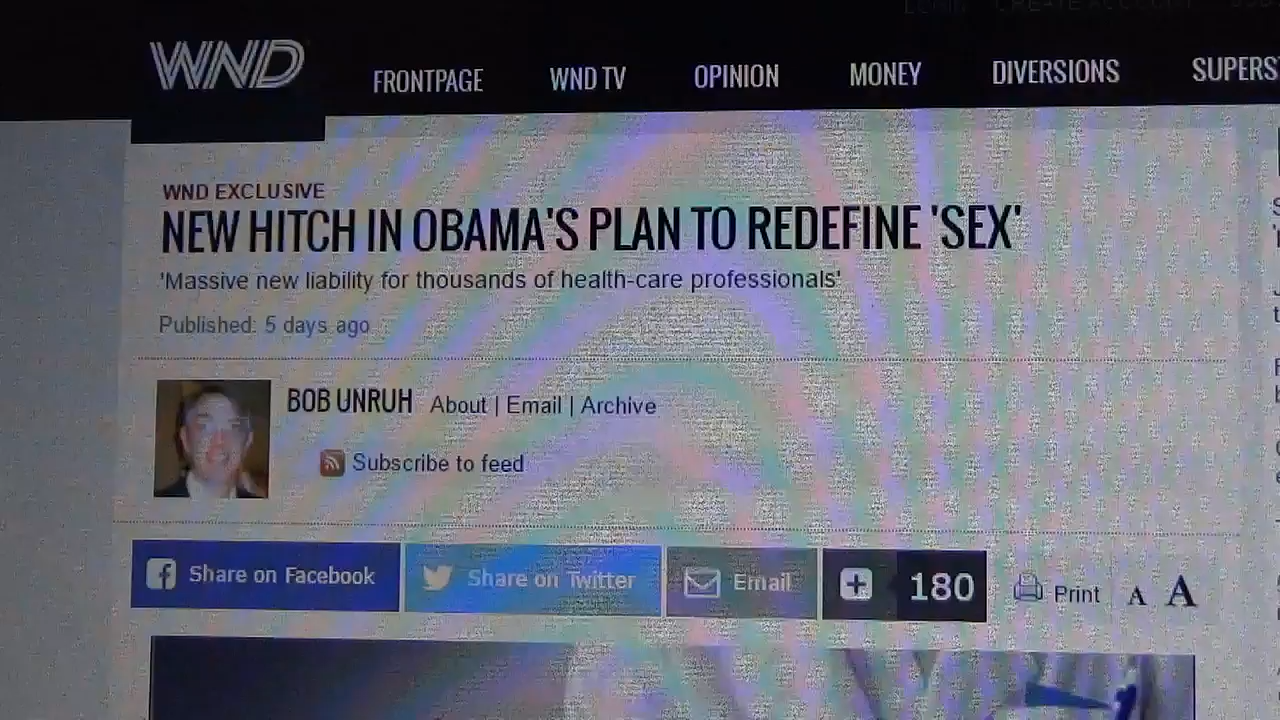 WND
FRONTPAGE WND TV OPINION MONEY DIVERSIONS SUPERS
WND EXCLUSIVE
NEW HITCH IN OBAMA'S PLAN TO REDEFINE 'SEX'
'Massive new liability for thousands of health-care professionals'
Published: 5 days ago
BOB UNRUH About | Email | Archive
Subscribe to feed
Share on Facebook Share on Twitter Email 180 Print A A